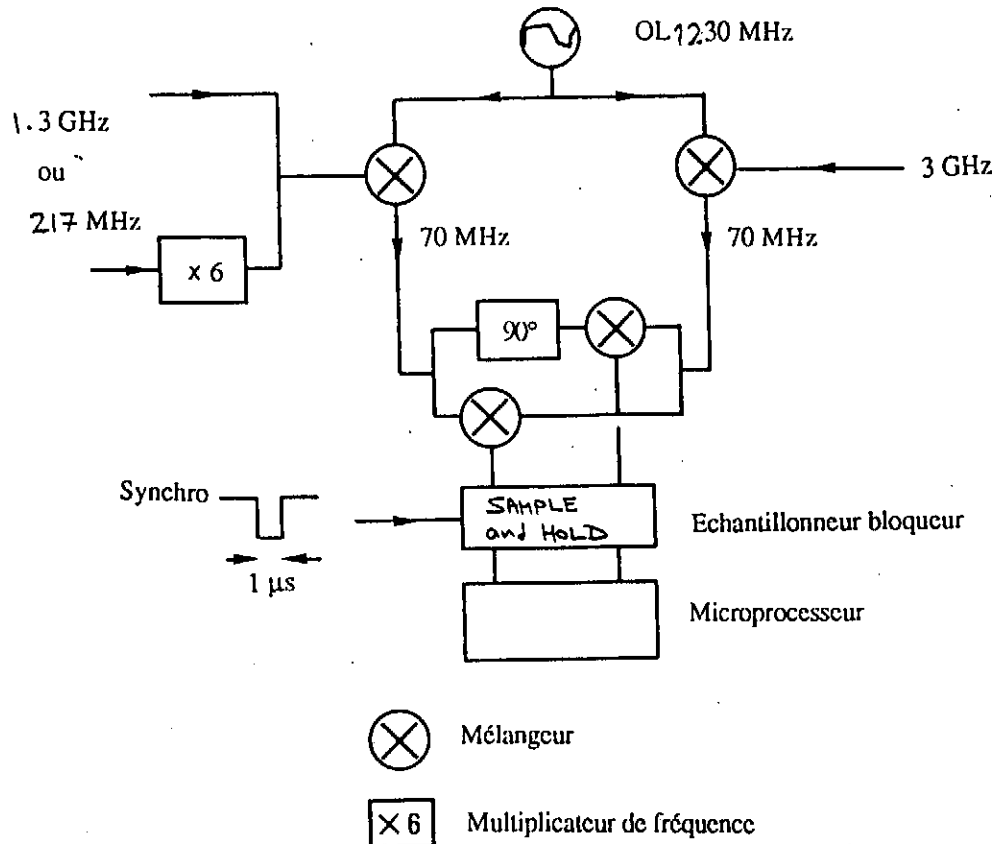 OL 1230 MHz
1.3 GHz
ou
217 MHz
× 6
3 GHz
70 MHz
70 MHz
90°
Synchro
1 µs
SAMPLE
and HOLD
Echantillonneur bloqueur
Microprocesseur
Mélangeur
× 6
Multiplicateur de fréquence